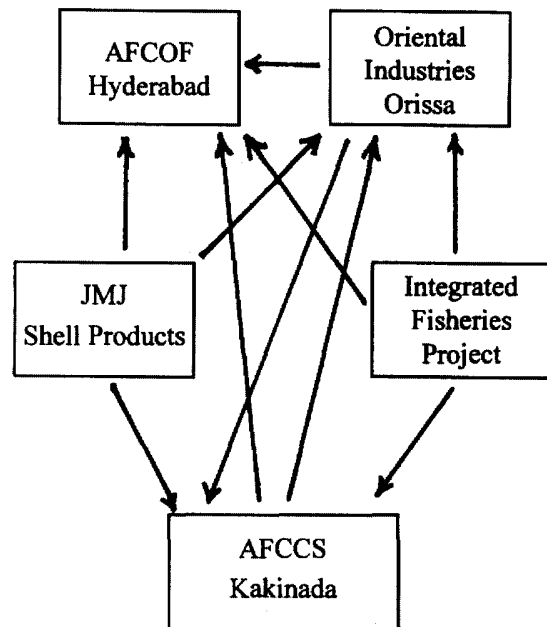 AFCOF
Hyderabad
Oriental
Industries
Orissa
JMJ
Shell Products
Integrated
Fisheries
Project
AFCCS
Kakinada